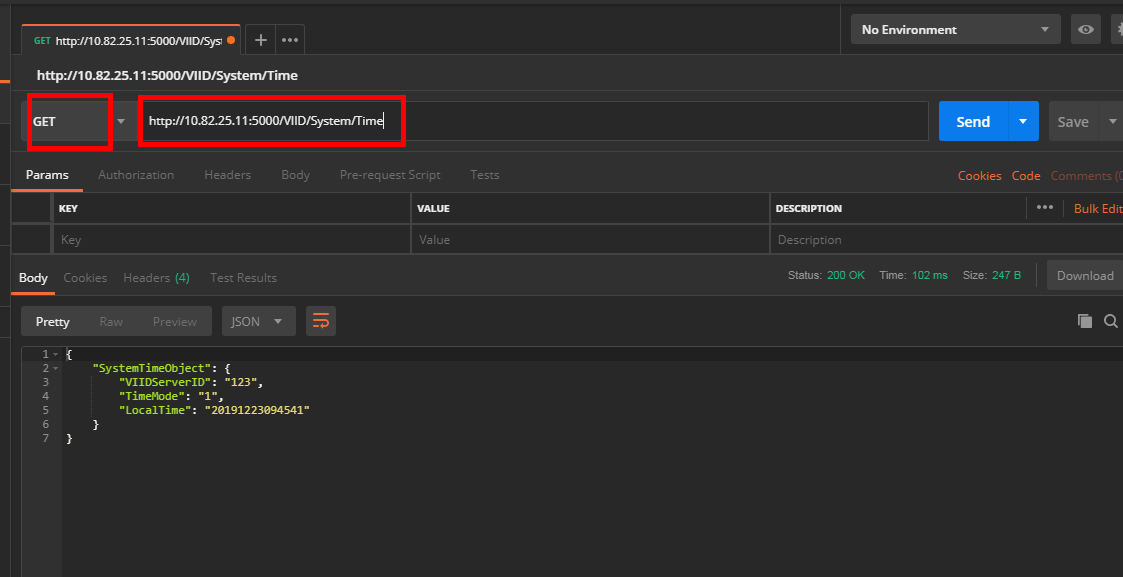 GET http://10.82.25.11:5000/VIID/Syst
No Environment
http://10.82.25.11:5000/VIID/System/Time
GET http://10.82.25.11:5000/VIID/System/Time Send Save
Params Authorization Headers Body Pre-request Script Tests Cookies Code Comments (0
KEY VALUE DESCRIPTION Bulk Edit
Key Value Description
Body Cookies Headers (4) Test Results Status: 200 OK Time: 102 ms Size: 247 B Download
Pretty Raw Preview JSON
1 {
2 "SystemTimeObject": {
3 "VIIDServerID": "123",
4 "TimeMode": "1",
5 "LocalTime": "20191223094541"
6 }
7 }